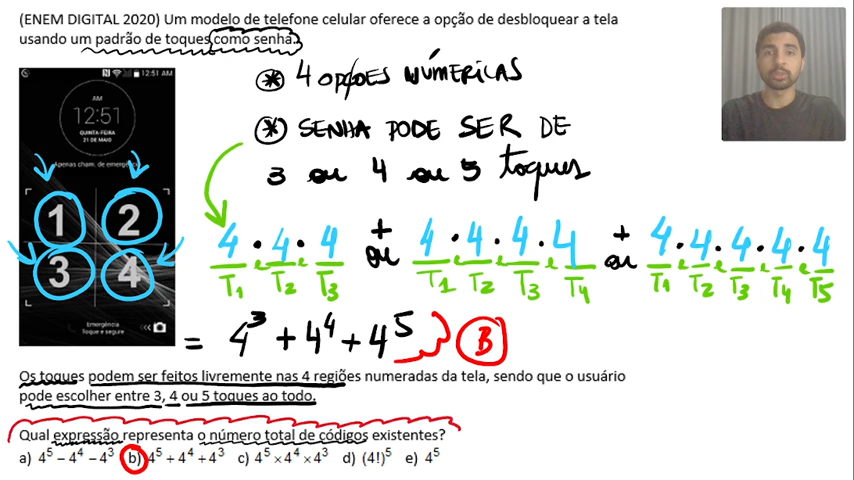 (ENEM DIGITAL 2020) Um modelo de telefone celular oferece a opção de desbloquear a tela
usando um padrão de toques como senha.
12:51 AM
AM
12:51
QUINTA-FEIRA
21 DE MAIO
Apenas cham. de emergência
1 2
3 4
Emergência
Toque e segure
* 4 OPÇÕES NÚMERICAS
* SENHA PODE SER DE
3 ou 4 ou 5 toques
4 . 4 . 4 + 4 . 4 . 4 . 4 + 4 . 4 . 4 . 4 . 4
T1 e T2 e T3 ou T1 e T2 e T3 e T4 ou T1 e T2 e T3 e T4 e T5
= 4³ + 4⁴ + 4⁵ B
Os toques podem ser feitos livremente nas 4 regiões numeradas da tela, sendo que o usuário
pode escolher entre 3, 4 ou 5 toques ao todo.
Qual expressão representa o número total de códigos existentes?
a) 4⁵ − 4⁴ − 4³ b) 4⁵ + 4⁴ + 4³ c) 4⁵ × 4⁴ × 4³ d) (4!)⁵ e) 4⁵